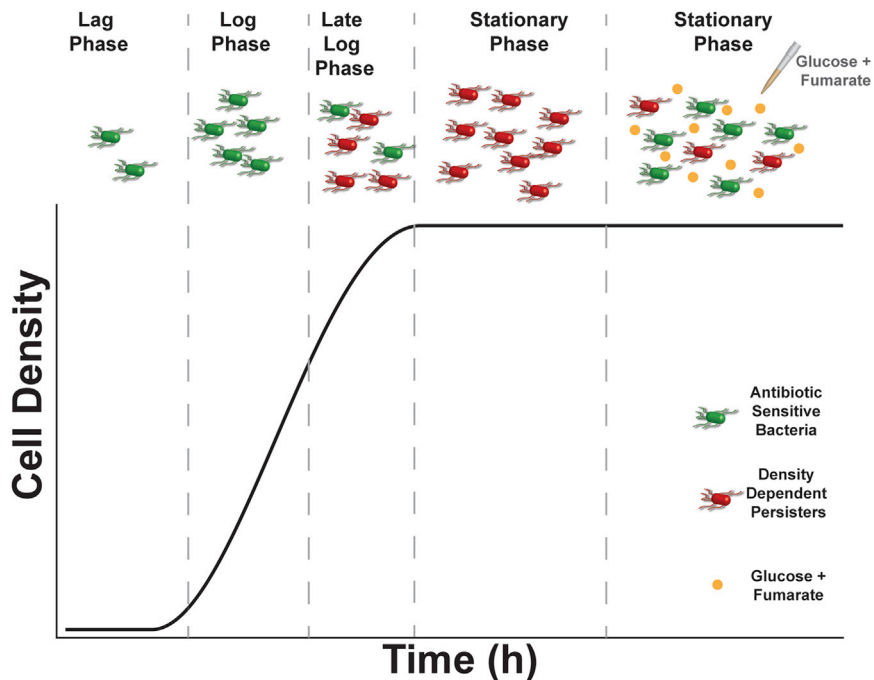 Lag
Phase
Log
Phase
Late
Log
Phase
Stationary
Phase
Stationary
Phase
Glucose +
Fumarate
Cell Density
Antibiotic
Sensitive
Bacteria
Density
Dependent
Persisters
Glucose +
Fumarate
Time (h)